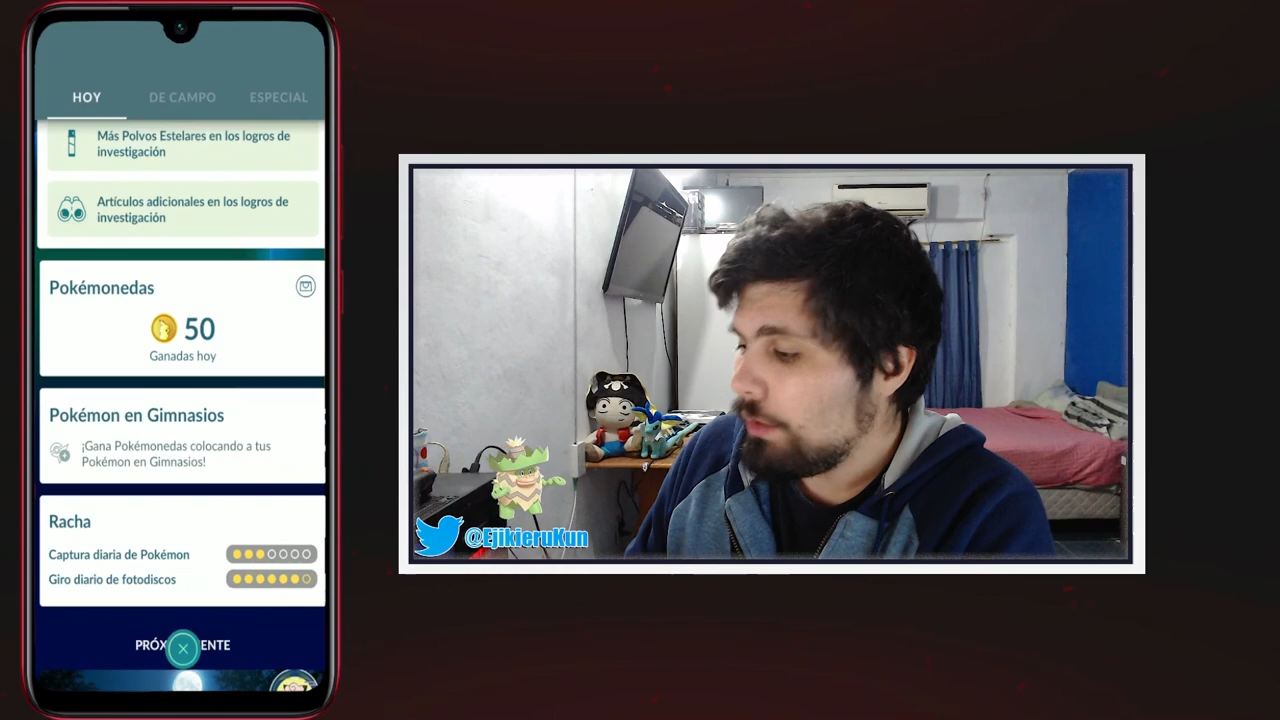 HOY DE CAMPO ESPECIAL
Más Polvos Estelares en los logros de
investigación
Artículos adicionales en los logros de
investigación
Pokémonedas
50
Ganadas hoy
Pokémon en Gimnasios
¡Gana Pokémonedas colocando a tus
Pokémon en Gimnasios!
Racha
Captura diaria de Pokémon
Giro diario de fotodiscos
PRÓX ENTE
@EjikieruKun